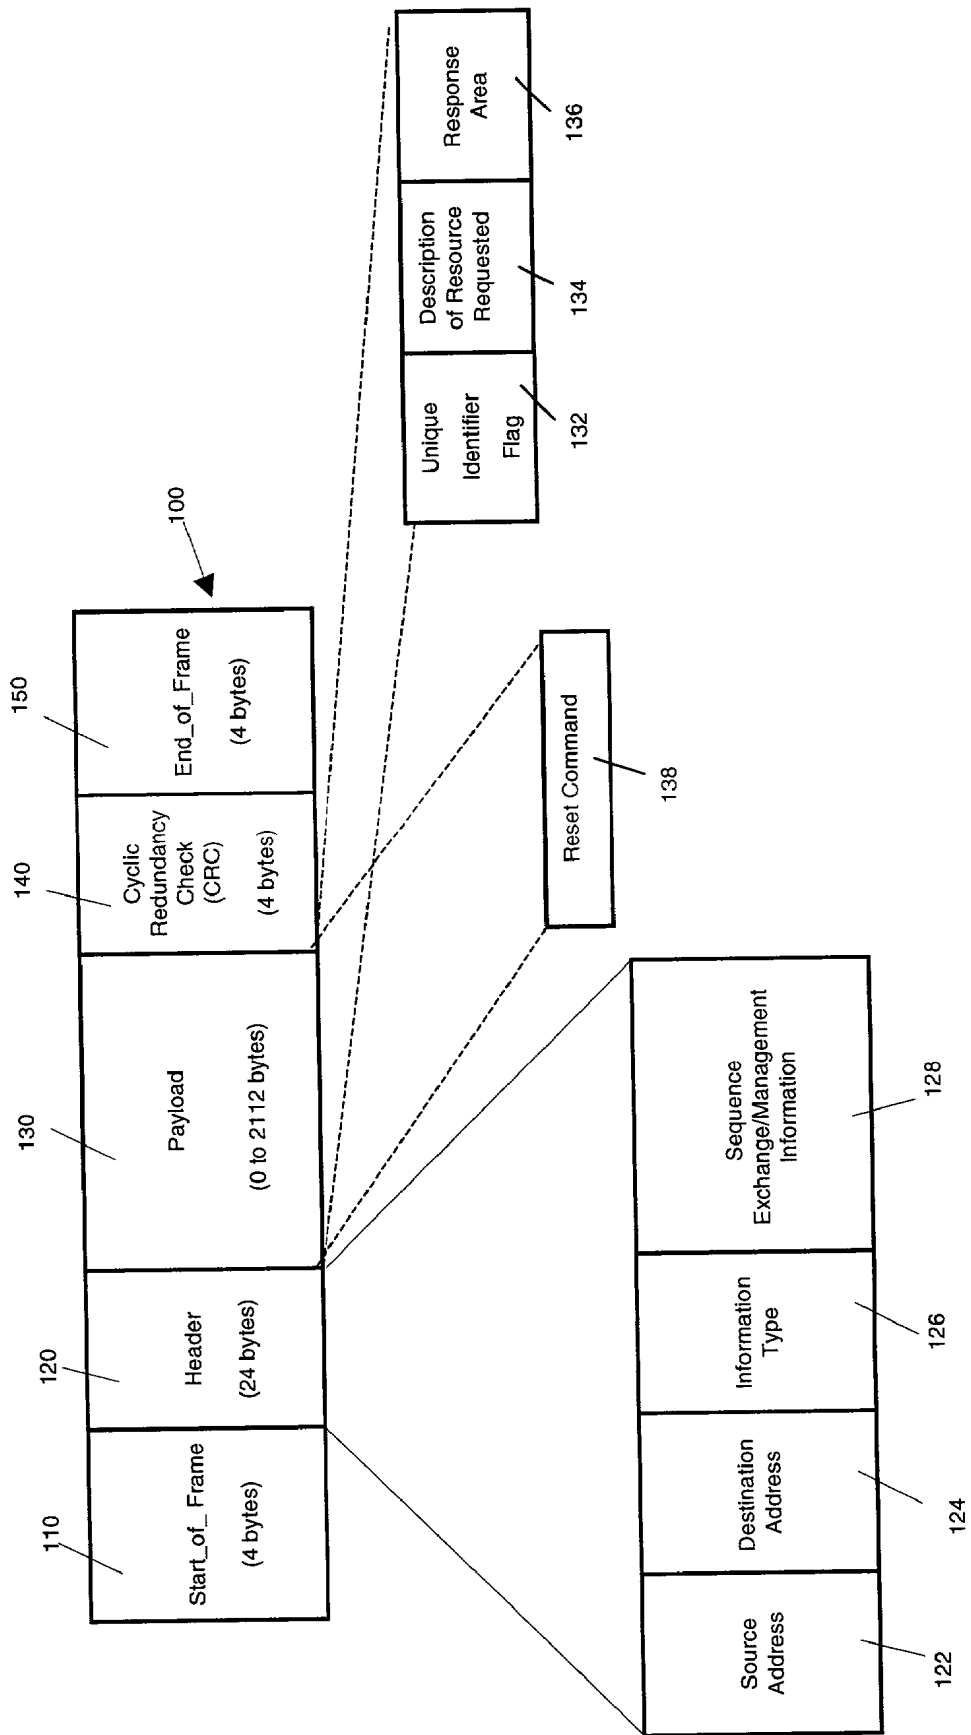 100
110
120
130
140
150
Start_of_ Frame
(4 bytes)
Header
(24 bytes)
Payload
(0 to 2112 bytes)
Cyclic
Redundancy
Check
(CRC)
(4 bytes)
End_of_Frame
(4 bytes)
Source
Address
122
Destination
Address
124
Information
Type
126
Sequence
Exchange/Management
Information
128
Reset Command
138
Unique
Identifier
Flag
132
Description
of Resource
Requested
134
Response
Area
136